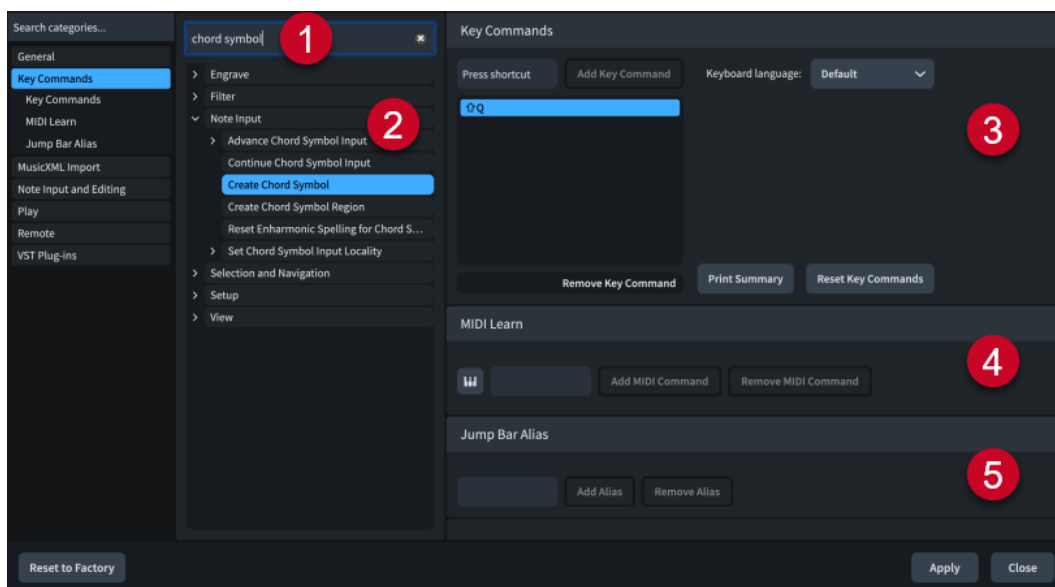 Search categories...
General
Key Commands
Key Commands
MIDI Learn
Jump Bar Alias
MusicXML Import
Note Input and Editing
Play
Remote
VST Plug-ins
chord symbol
1
Engrave
Filter
Note Input
2
Advance Chord Symbol Input
Continue Chord Symbol Input
Create Chord Symbol
Create Chord Symbol Region
Reset Enharmonic Spelling for Chord S...
Set Chord Symbol Input Locality
Selection and Navigation
Setup
View
Key Commands
Press shortcut Add Key Command Keyboard language: Default
⇧Q
3
Remove Key Command Print Summary Reset Key Commands
MIDI Learn
4
Add MIDI Command Remove MIDI Command
Jump Bar Alias
5
Add Alias Remove Alias
Reset to Factory Apply Close